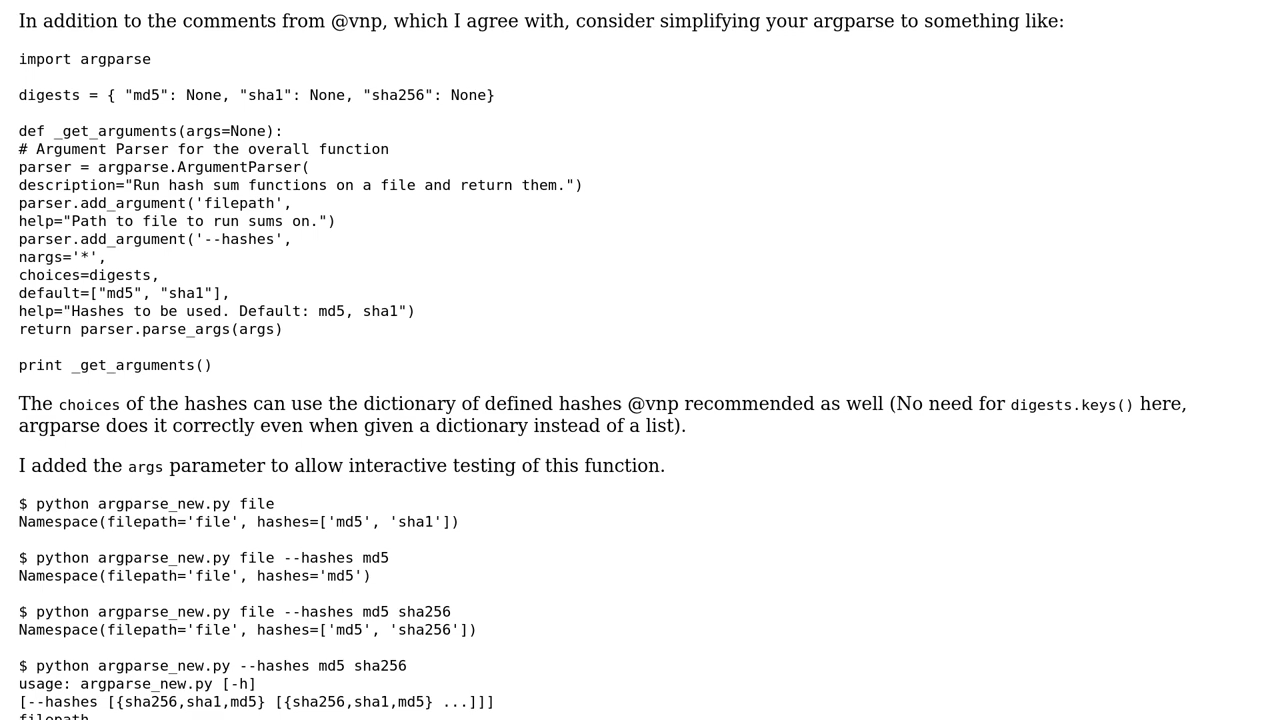 In addition to the comments from @vnp, which I agree with, consider simplifying your argparse to something like:
import argparse
digests = { "md5": None, "sha1": None, "sha256": None}
def _get_arguments(args=None):
# Argument Parser for the overall function
parser = argparse.ArgumentParser(
description="Run hash sum functions on a file and return them.")
parser.add_argument('filepath',
help="Path to file to run sums on.")
parser.add_argument('--hashes',
nargs='*',
choices=digests,
default=["md5", "sha1"],
help="Hashes to be used. Default: md5, sha1")
return parser.parse_args(args)
print _get_arguments()
The choices of the hashes can use the dictionary of defined hashes @vnp recommended as well (No need for digests.keys() here,
argparse does it correctly even when given a dictionary instead of a list).
I added the args parameter to allow interactive testing of this function.
$ python argparse_new.py file
Namespace(filepath='file', hashes=['md5', 'sha1'])
$ python argparse_new.py file --hashes md5
Namespace(filepath='file', hashes='md5')
$ python argparse_new.py file --hashes md5 sha256
Namespace(filepath='file', hashes=['md5', 'sha256'])
$ python argparse_new.py --hashes md5 sha256
usage: argparse_new.py [-h]
[--hashes [{sha256,sha1,md5} [{sha256,sha1,md5} ...]]]
filepath